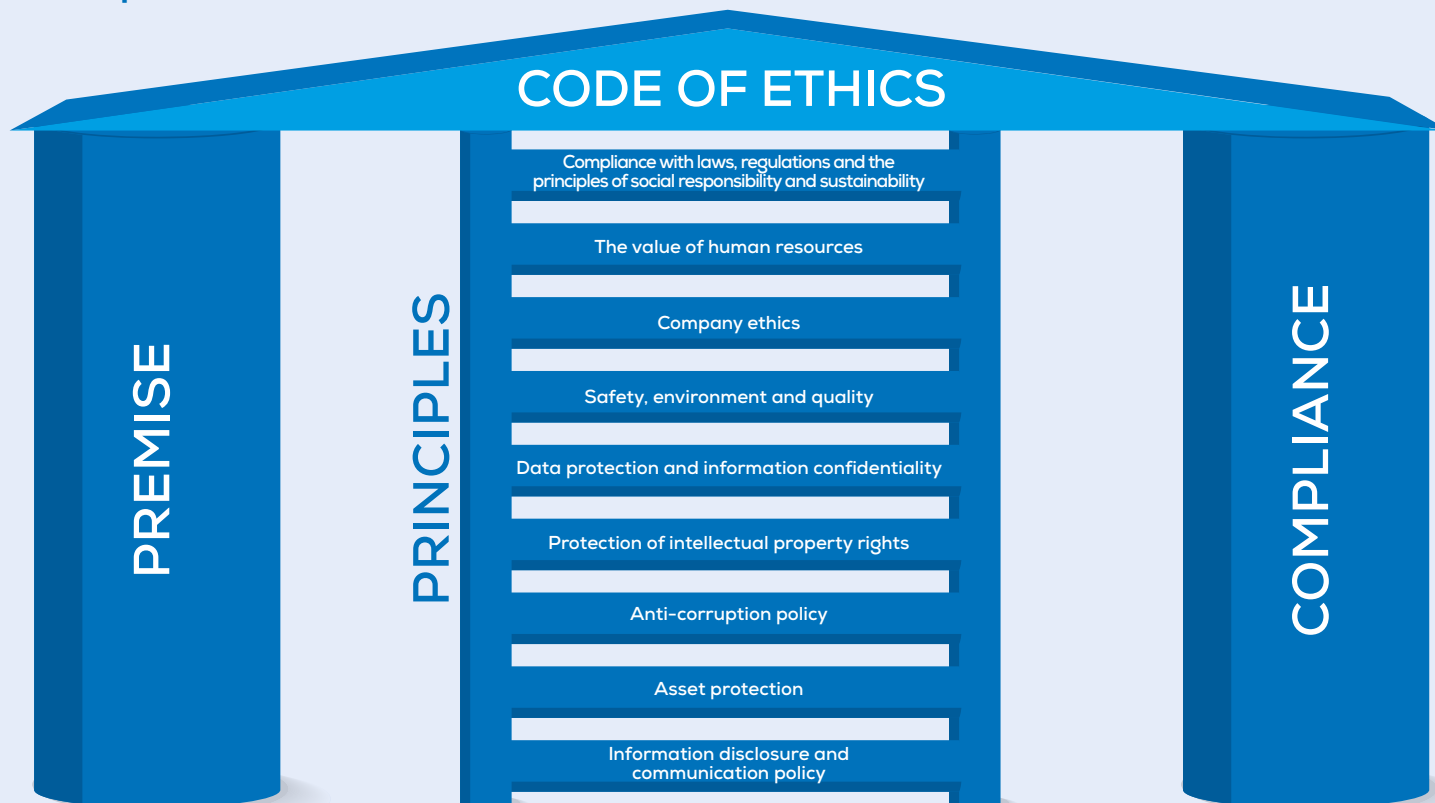 CODE OF ETHICS
PREMISE
PRINCIPLES
Compliance with laws, regulations and the
principles of social responsibility and sustainability
The value of human resources
Company ethics
Safety, environment and quality
Data protection and information confidentiality
Protection of intellectual property rights
Anti-corruption policy
Asset protection
Information disclosure and
communication policy
COMPLIANCE